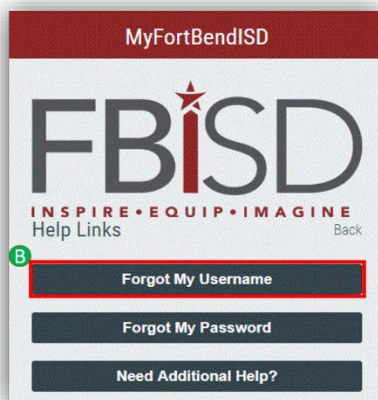 MyFortBendISD
FBISD
INSPIRE•EQUIP•IMAGINE
Help Links Back
B
Forgot My Username
Forgot My Password
Need Additional Help?